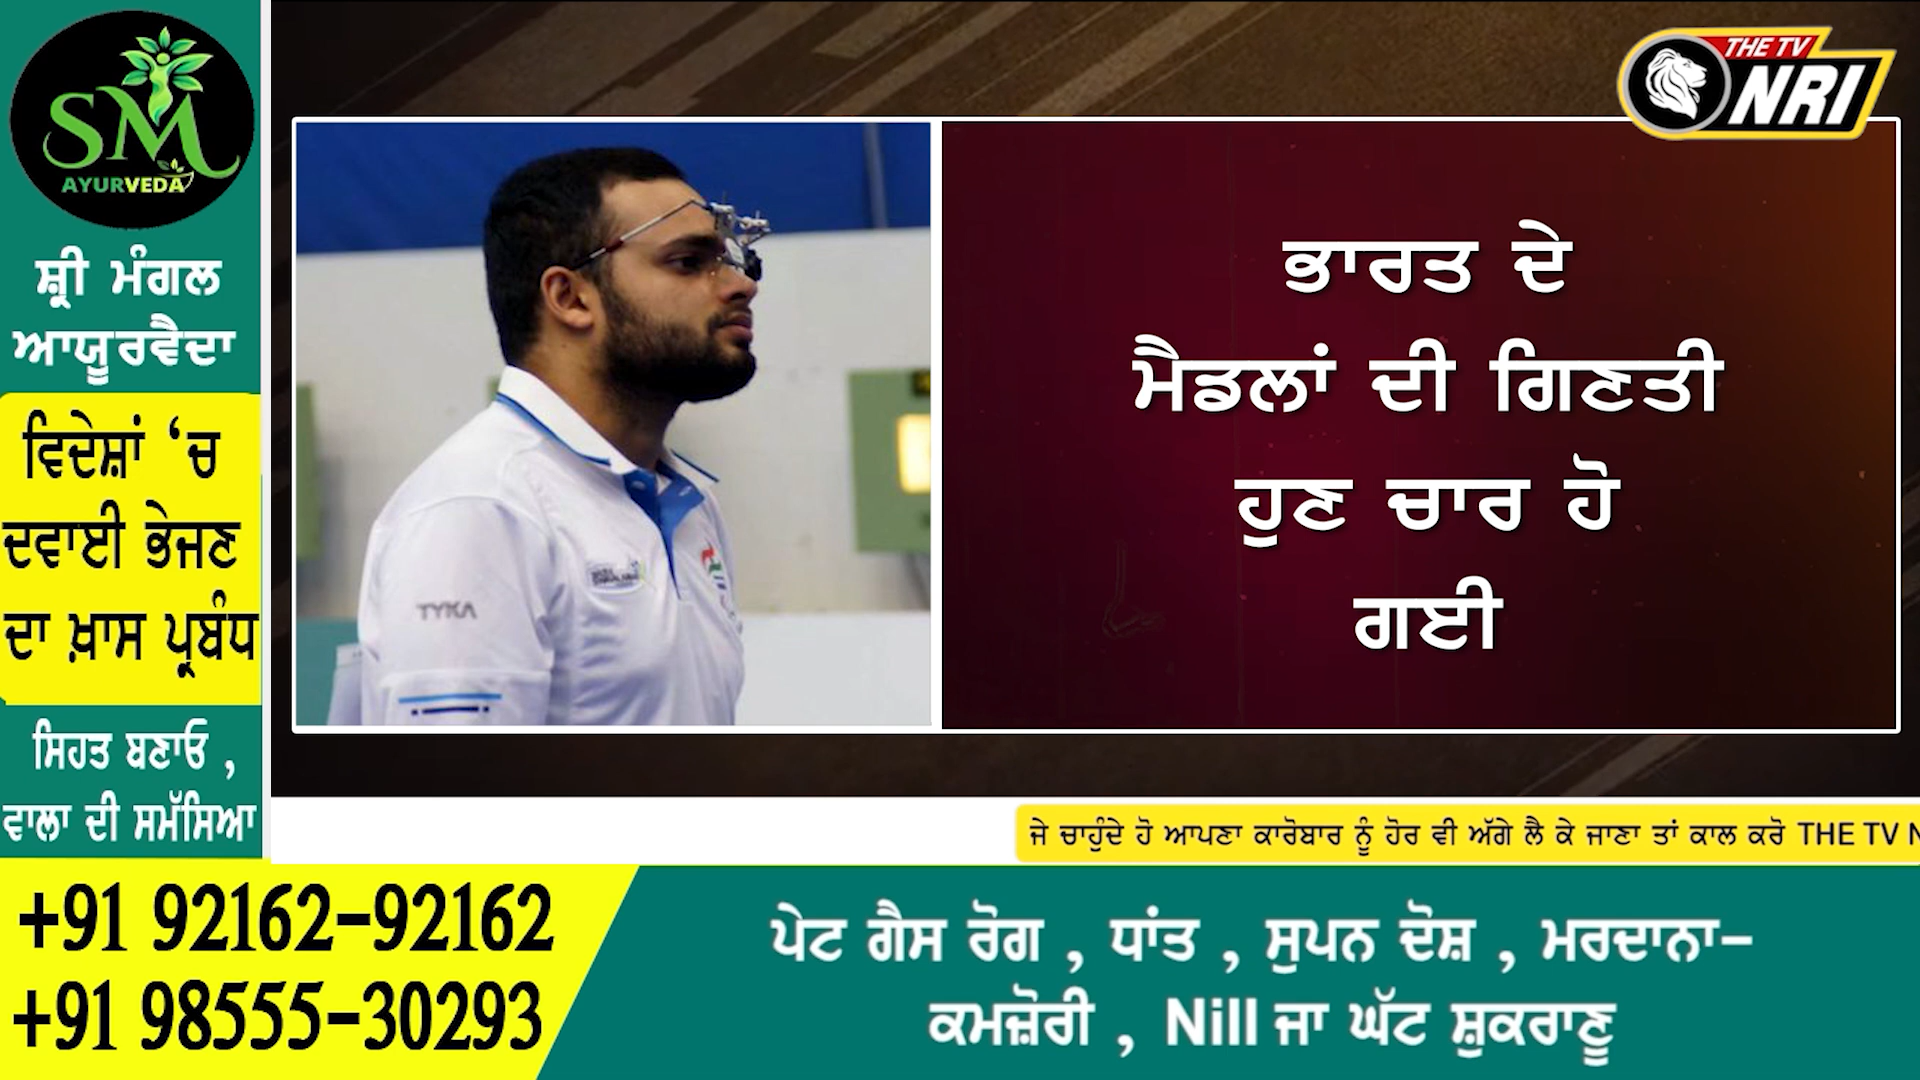 SM
AYURVEDA
ਸ਼੍ਰੀ ਮੰਗਲ
ਆਯੂਰਵੈਦਾ
ਵਿਦੇਸ਼ਾਂ ‘ਚ
ਦਵਾਈ ਭੇਜਣ
ਦਾ ਖ਼ਾਸ ਪ੍ਰਬੰਧ
ਸਿਹਤ ਬਣਾਓ ,
ਵਾਲਾ ਦੀ ਸਮੱਸਿਆ
THE TV
NRI
TYKA
ਭਾਰਤ ਦੇ
ਮੈਡਲਾਂ ਦੀ ਗਿਣਤੀ
ਹੁਣ ਚਾਰ ਹੋ
ਗਈ
ਜੇ ਚਾਹੁੰਦੇ ਹੋ ਆਪਣਾ ਕਾਰੋਬਾਰ ਨੂੰ ਹੋਰ ਵੀ ਅੱਗੇ ਲੈ ਕੇ ਜਾਣਾ ਤਾਂ ਕਾਲ ਕਰੋ THE TV N
+91 92162-92162
+91 98555-30293
ਪੇਟ ਗੈਸ ਰੋਗ , ਧਾਂਤ , ਸੁਪਨ ਦੋਸ਼ , ਮਰਦਾਨਾ-
ਕਮਜ਼ੋਰੀ , Nill ਜਾ ਘੱਟ ਸ਼ੁਕਰਾਣੂ